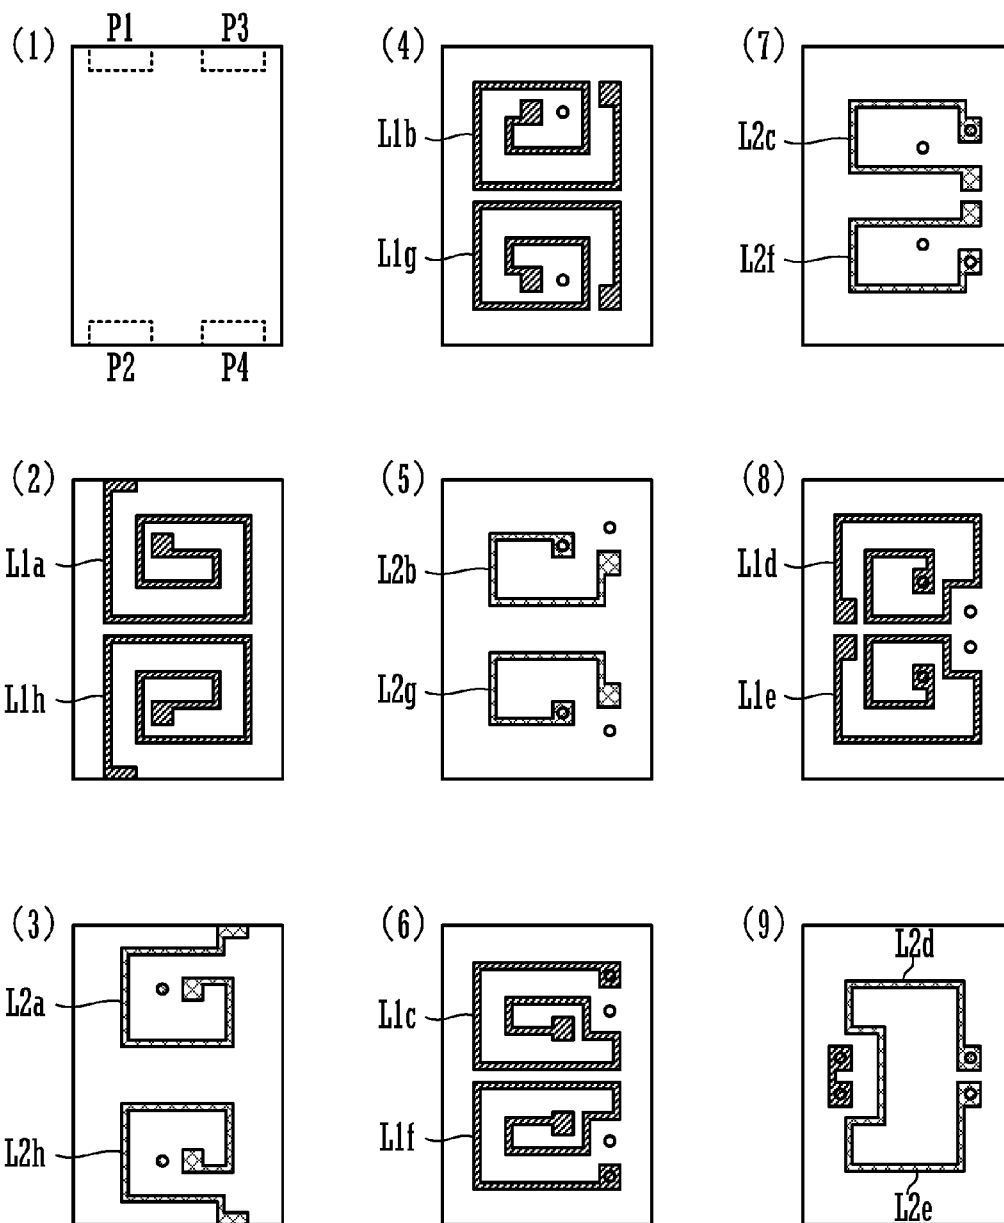 (1)
P1
P3
P2
P4
(4)
L1b
L1g
(7)
L2c
L2f
(2)
L1a
L1h
(5)
L2b
L2g
(8)
L1d
L1e
(3)
L2a
L2h
(6)
L1c
L1f
(9)
L2d
L2e